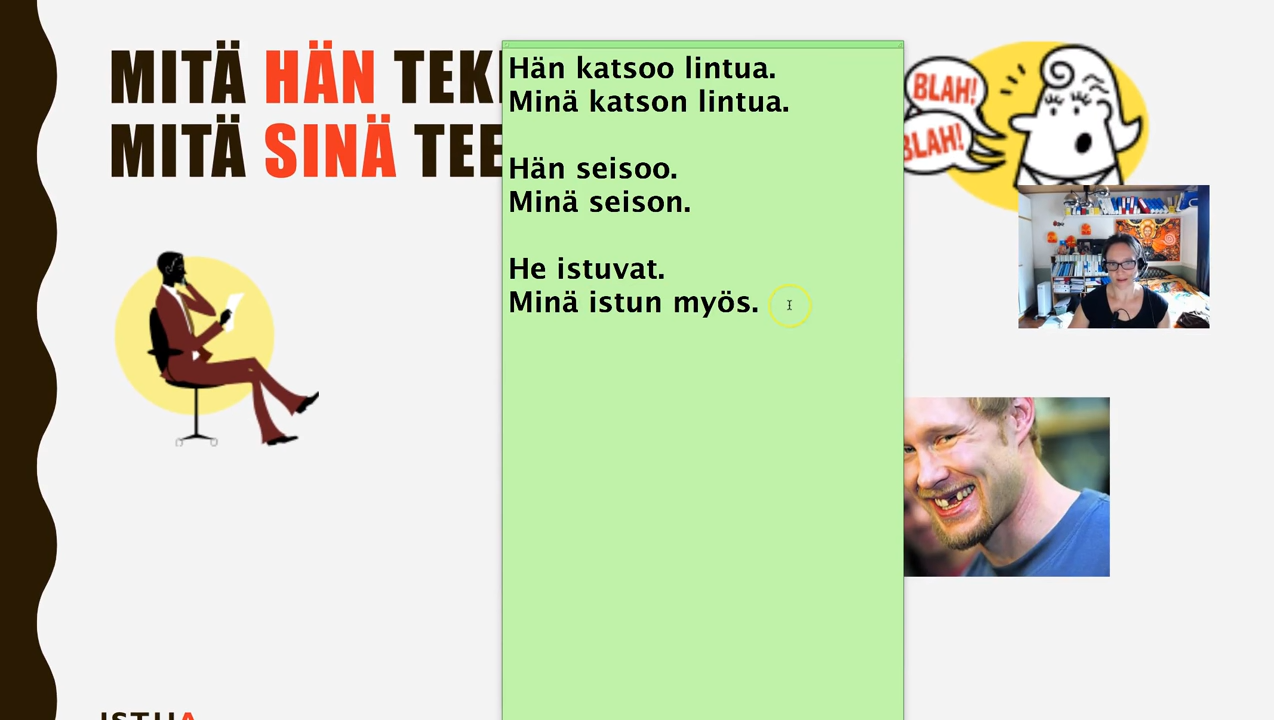 MITÄ HÄN TEK
MITÄ SINÄ TEE
Hän katsoo lintua.
Minä katson lintua.
Hän seisoo.
Minä seison.
He istuvat.
Minä istun myös.
BLAH!
BLAH!
ISTUA